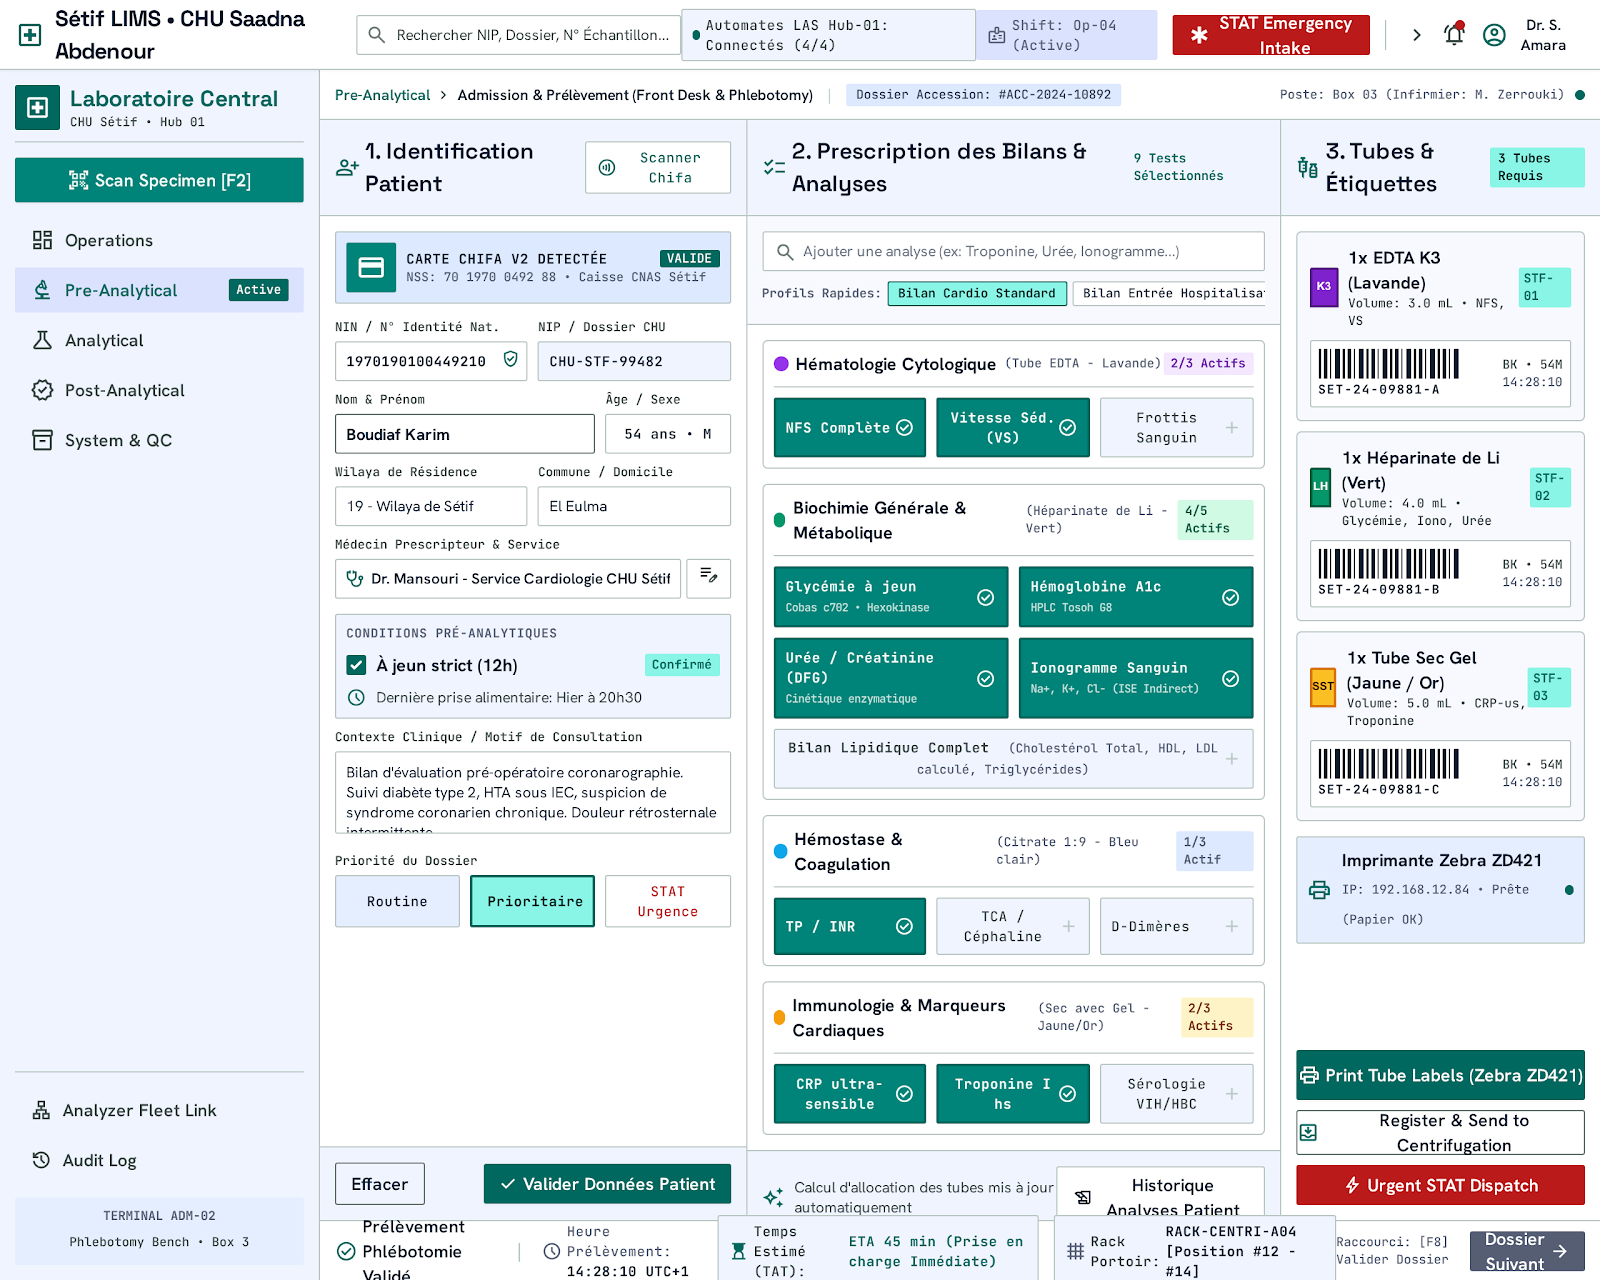 Sétif LIMS • CHU Saadna
Abdenour
Rechercher NIP, Dossier, N° Échantillon...
Automates LAS Hub-01:
Connectés (4/4)
Shift: Op-04
(Active)
STAT Emergency
Intake
Dr. S.
Amara
Laboratoire Central
CHU Sétif • Hub 01
Scan Specimen [F2]
Operations
Pre-Analytical
Active
Analytical
Post-Analytical
System & QC
Analyzer Fleet Link
Audit Log
TERMINAL ADM-02
Phlebotomy Bench • Box 3
Pre-Analytical
Admission & Prélèvement (Front Desk & Phlebotomy)
Dossier Accession: #ACC-2024-10892
Poste: Box 03 (Infirmier: M. Zerrouki)
1. Identification
Patient
Scanner
Chifa
CARTE CHIFA V2 DETECTÉE
VALIDE
NSS: 70 1970 0492 88 • Caisse CNAS Sétif
NIN / N° Identité Nat.
NIP / Dossier CHU
1970190100449210
CHU-STF-99482
Nom & Prénom
Âge / Sexe
Boudiaf Karim
54 ans • M
Wilaya de Résidence
Commune / Domicile
19 - Wilaya de Sétif
El Eulma
Médecin Prescripteur & Service
Dr. Mansouri - Service Cardiologie CHU Sétif
CONDITIONS PRÉ-ANALYTIQUES
À jeun strict (12h)
Confirmé
Dernière prise alimentaire: Hier à 20h30
Contexte Clinique / Motif de Consultation
Bilan d'évaluation pré-opératoire coronarographie.
Suivi diabète type 2, HTA sous IEC, suspicion de
syndrome coronarien chronique. Douleur rétrosternale
intermittente
Priorité du Dossier
Routine
Prioritaire
STAT
Urgence
Effacer
Valider Données Patient
2. Prescription des Bilans &
Analyses
9 Tests
Sélectionnés
Ajouter une analyse (ex: Troponine, Urée, Ionogramme...)
Profils Rapides:
Bilan Cardio Standard
Bilan Entrée Hospitalisat
Hématologie Cytologique
(Tube EDTA - Lavande)
2/3 Actifs
NFS Complète
Vitesse Séd.
(VS)
Frottis
Sanguin
Biochimie Générale &
Métabolique
(Héparinate de Li -
Vert)
4/5
Actifs
Glycémie à jeun
Cobas c702 • Hexokinase
Hémoglobine A1c
HPLC Tosoh G8
Urée / Créatinine
(DFG)
Cinétique enzymatique
Ionogramme Sanguin
Na+, K+, Cl- (ISE Indirect)
Bilan Lipidique Complet
(Cholestérol Total, HDL, LDL
calculé, Triglycérides)
Hémostase &
Coagulation
(Citrate 1:9 - Bleu
clair)
1/3
Actif
TP / INR
TCA /
Céphaline
D-Dimères
Immunologie & Marqueurs
Cardiaques
(Sec avec Gel -
Jaune/Or)
2/3
Actifs
CRP ultra-
sensible
Troponine I
hs
Sérologie
VIH/HBC
Calcul d'allocation des tubes mis à jour
automatiquement
Historique
Analyses Patient
3. Tubes &
Étiquettes
3 Tubes
Requis
K3
1x EDTA K3
(Lavande)
Volume: 3.0 mL • NFS,
VS
STF-
01
SET-24-09881-A
BK • 54M
14:28:10
LH
1x Héparinate de Li
(Vert)
Volume: 4.0 mL •
Glycémie, Iono, Urée
STF-
02
SET-24-09881-B
BK • 54M
14:28:10
SST
1x Tube Sec Gel
(Jaune / Or)
Volume: 5.0 mL • CRP-us,
Troponine
STF-
03
SET-24-09881-C
BK • 54M
14:28:10
Imprimante Zebra ZD421
IP: 192.168.12.84 • Prête
(Papier OK)
Print Tube Labels (Zebra ZD421)
Register & Send to
Centrifugation
Urgent STAT Dispatch
Prélèvement
Phlébotomie
Validé
Heure
Prélèvement:
14:28:10 UTC+1
Temps
Estimé
(TAT):
ETA 45 min (Prise en
charge Immédiate)
Rack
Portoir:
RACK-CENTRI-A04
[Position #12 -
#14]
Raccourci: [F8]
Valider Dossier
Dossier
Suivant